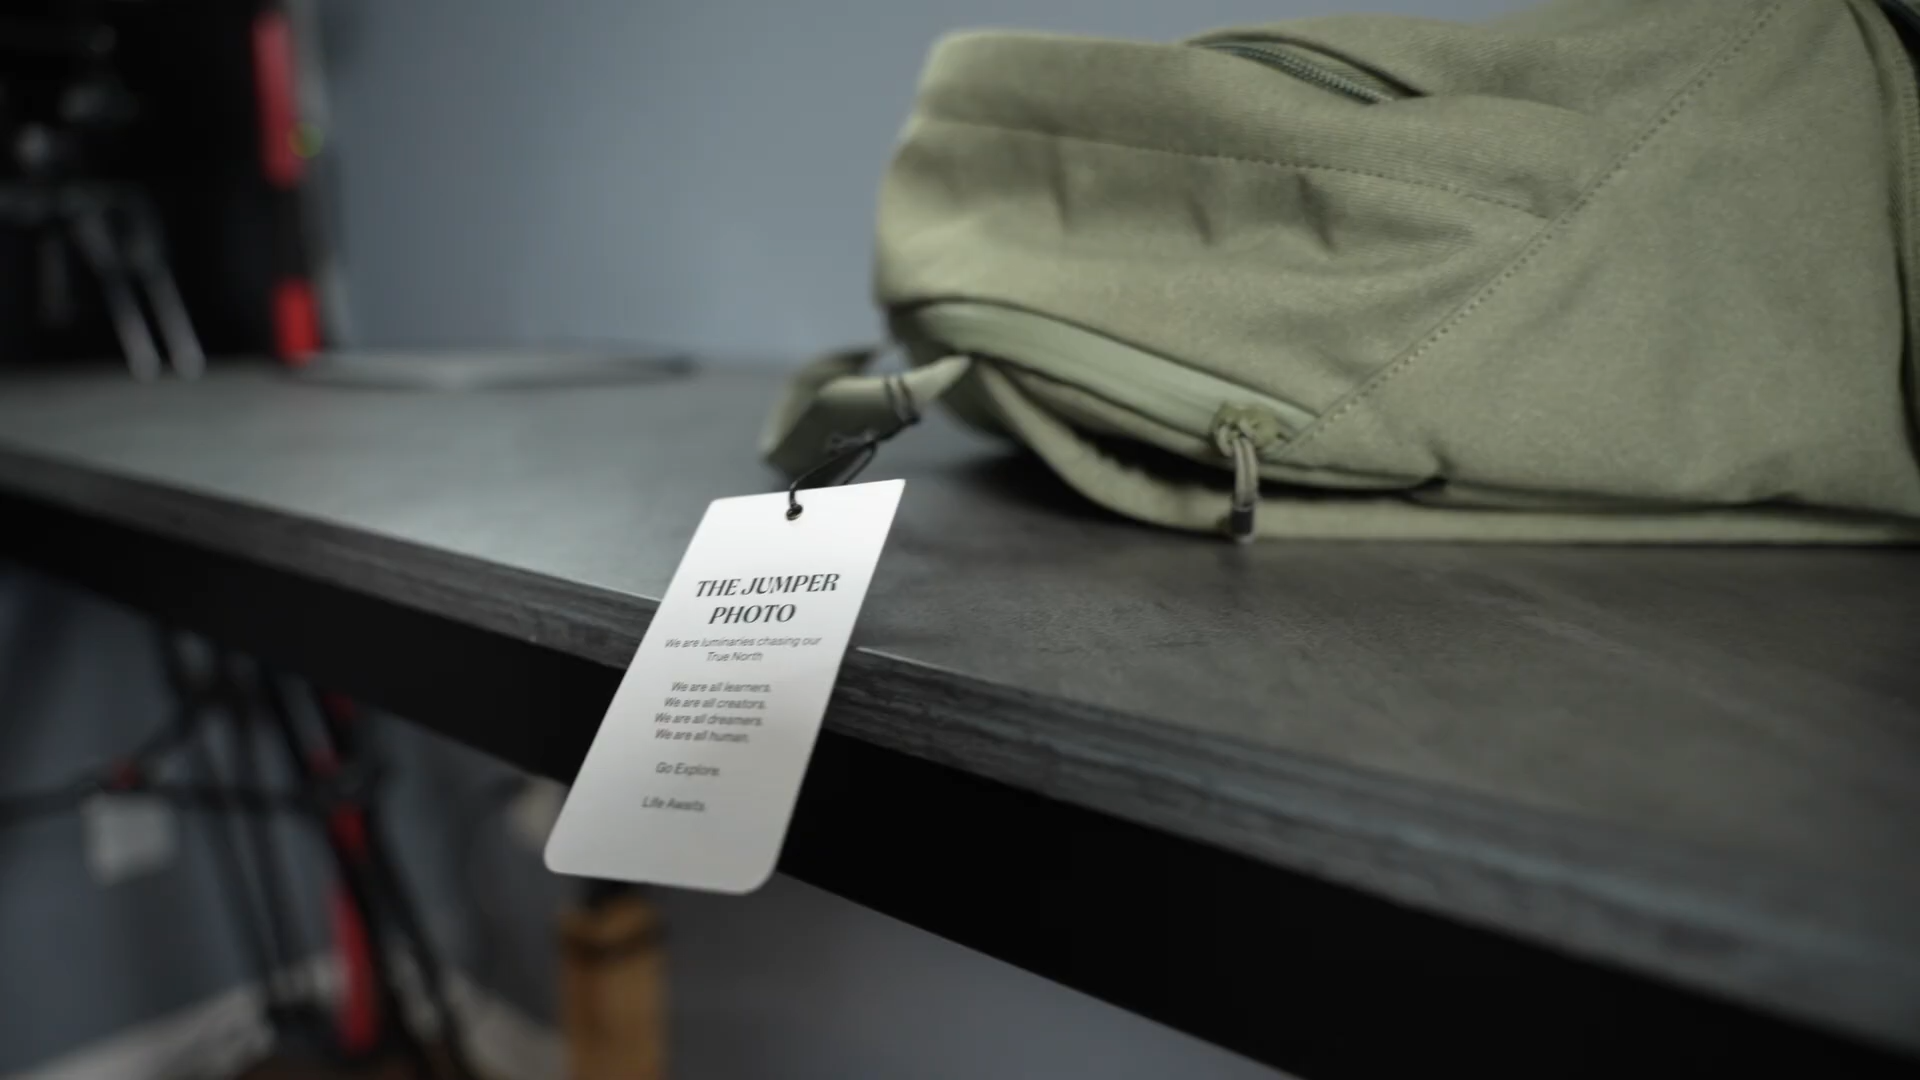 THE JUMPER
PHOTO
We are luminaries chasing our
True North
We are all learners.
We are all creators.
We are all dreamers.
We are all human.
Go Explore.
Life Awaits.